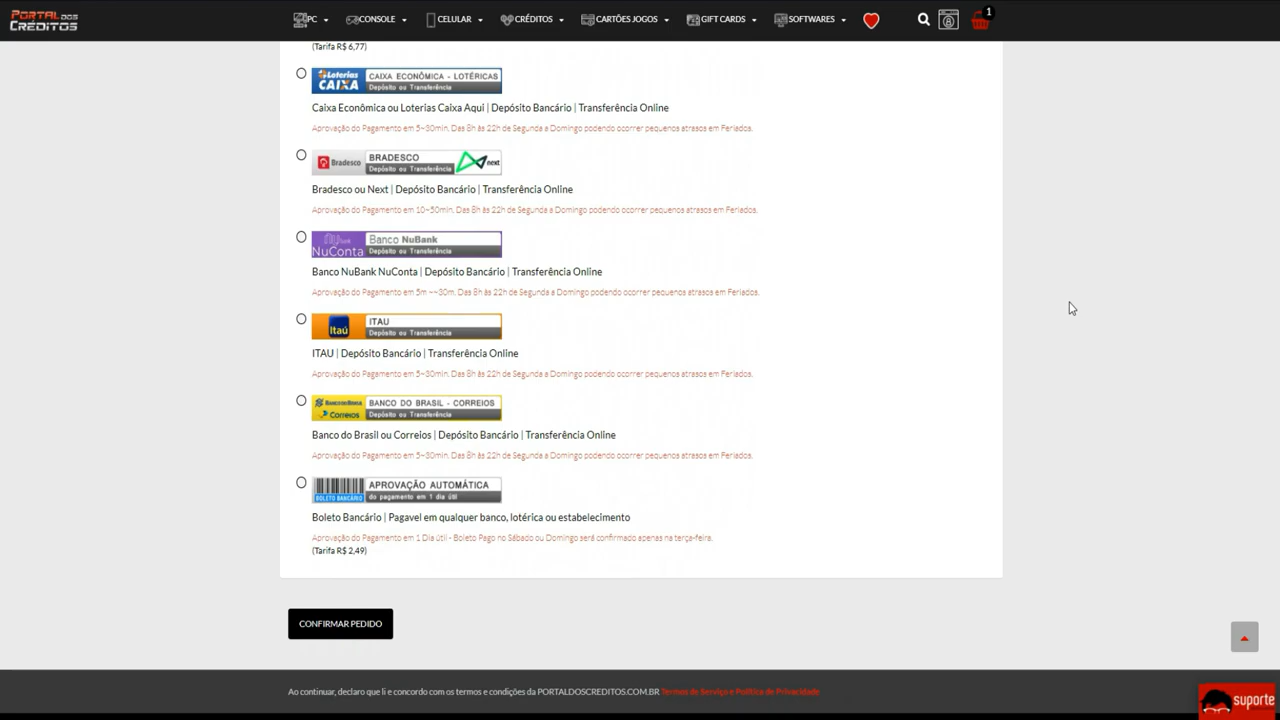 PORTAL DOS
CRÉDITOS
PC
CONSOLE
CELULAR
CRÉDITOS
CARTÕES JOGOS
GIFT CARDS
SOFTWARES
1
(Tarifa R$ 6,77)
Loterias
CAIXA
CAIXA ECONÔMICA - LOTÉRICAS
Depósito ou Transferência
Caixa Econômica ou Loterias Caixa Aqui | Depósito Bancário | Transferência Online
Aprovação do Pagamento em 5~30min. Das 8h às 22h de Segunda a Domingo podendo ocorrer pequenos atrasos em Feriados.
Bradesco
BRADESCO
Depósito ou Transferência
next
Bradesco ou Next | Depósito Bancário | Transferência Online
Aprovação do Pagamento em 10~50min. Das 8h às 22h de Segunda a Domingo podendo ocorrer pequenos atrasos em Feriados.
NuConta
Banco NuBank
Depósito ou Transferência
Banco NuBank NuConta | Depósito Bancário | Transferência Online
Aprovação do Pagamento em 5m ~~30m. Das 8h às 22h de Segunda a Domingo podendo ocorrer pequenos atrasos em Feriados.
Itaú
ITAU
Depósito ou Transferência
ITAU | Depósito Bancário | Transferência Online
Aprovação do Pagamento em 5~30min. Das 8h às 22h de Segunda a Domingo podendo ocorrer pequenos atrasos em Feriados.
BANCO DO BRASIL
Correios
BANCO DO BRASIL - CORREIOS
Depósito ou Transferência
Banco do Brasil ou Correios | Depósito Bancário | Transferência Online
Aprovação do Pagamento em 5~30min. Das 8h às 22h de Segunda a Domingo podendo ocorrer pequenos atrasos em Feriados.
BOLETO BANCÁRIO
APROVAÇÃO AUTOMÁTICA
do pagamento em 1 dia útil
Boleto Bancário | Pagavel em qualquer banco, lotérica ou estabelecimento
Aprovação do Pagamento em 1 Dia útil - Boleto Pago no Sábado ou Domingo será confirmado apenas na terça-feira.
(Tarifa R$ 2,49)
CONFIRMAR PEDIDO
Ao continuar, declaro que li e concordo com os termos e condições da PORTALDOSCREDITOS.COM.BR Termos de Serviço e Política de Privacidade
suporte